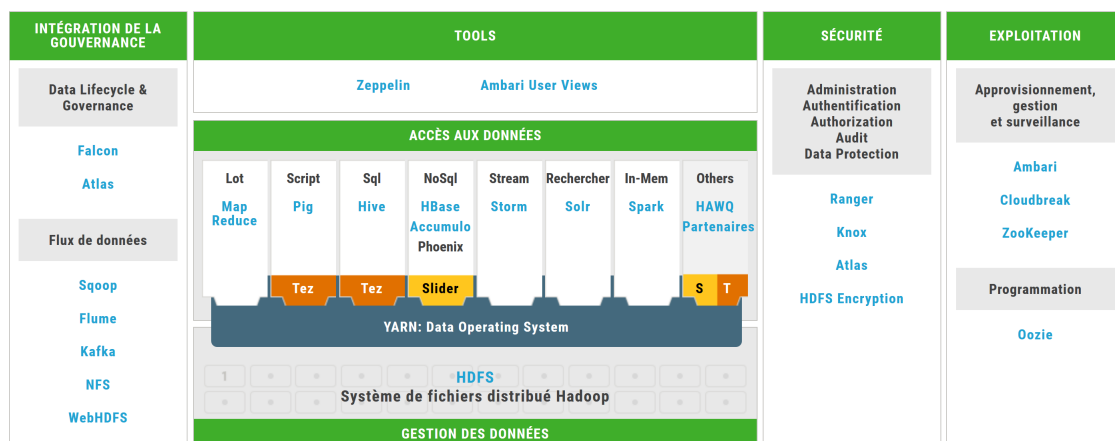 INTÉGRATION DE LA
GOUVERNANCE
Data Lifecycle &
Governance
Falcon
Atlas
Flux de données
Sqoop
Flume
Kafka
NFS
WebHDFS
TOOLS
Zeppelin
Ambari User Views
ACCÈS AUX DONNÉES
Lot
Map
Reduce
Script
Pig
Tez
Sql
Hive
Tez
NoSql
HBase
Accumulo
Phoenix
Slider
Stream
Storm
Rechercher
Solr
In-Mem
Spark
Others
HAWQ
Partenaires
S
T
YARN: Data Operating System
1
HDFS
Système de fichiers distribué Hadoop
GESTION DES DONNÉES
SÉCURITÉ
Administration
Authentification
Authorization
Audit
Data Protection
Ranger
Knox
Atlas
HDFS Encryption
EXPLOITATION
Approvisionnement,
gestion
et surveillance
Ambari
Cloudbreak
ZooKeeper
Programmation
Oozie